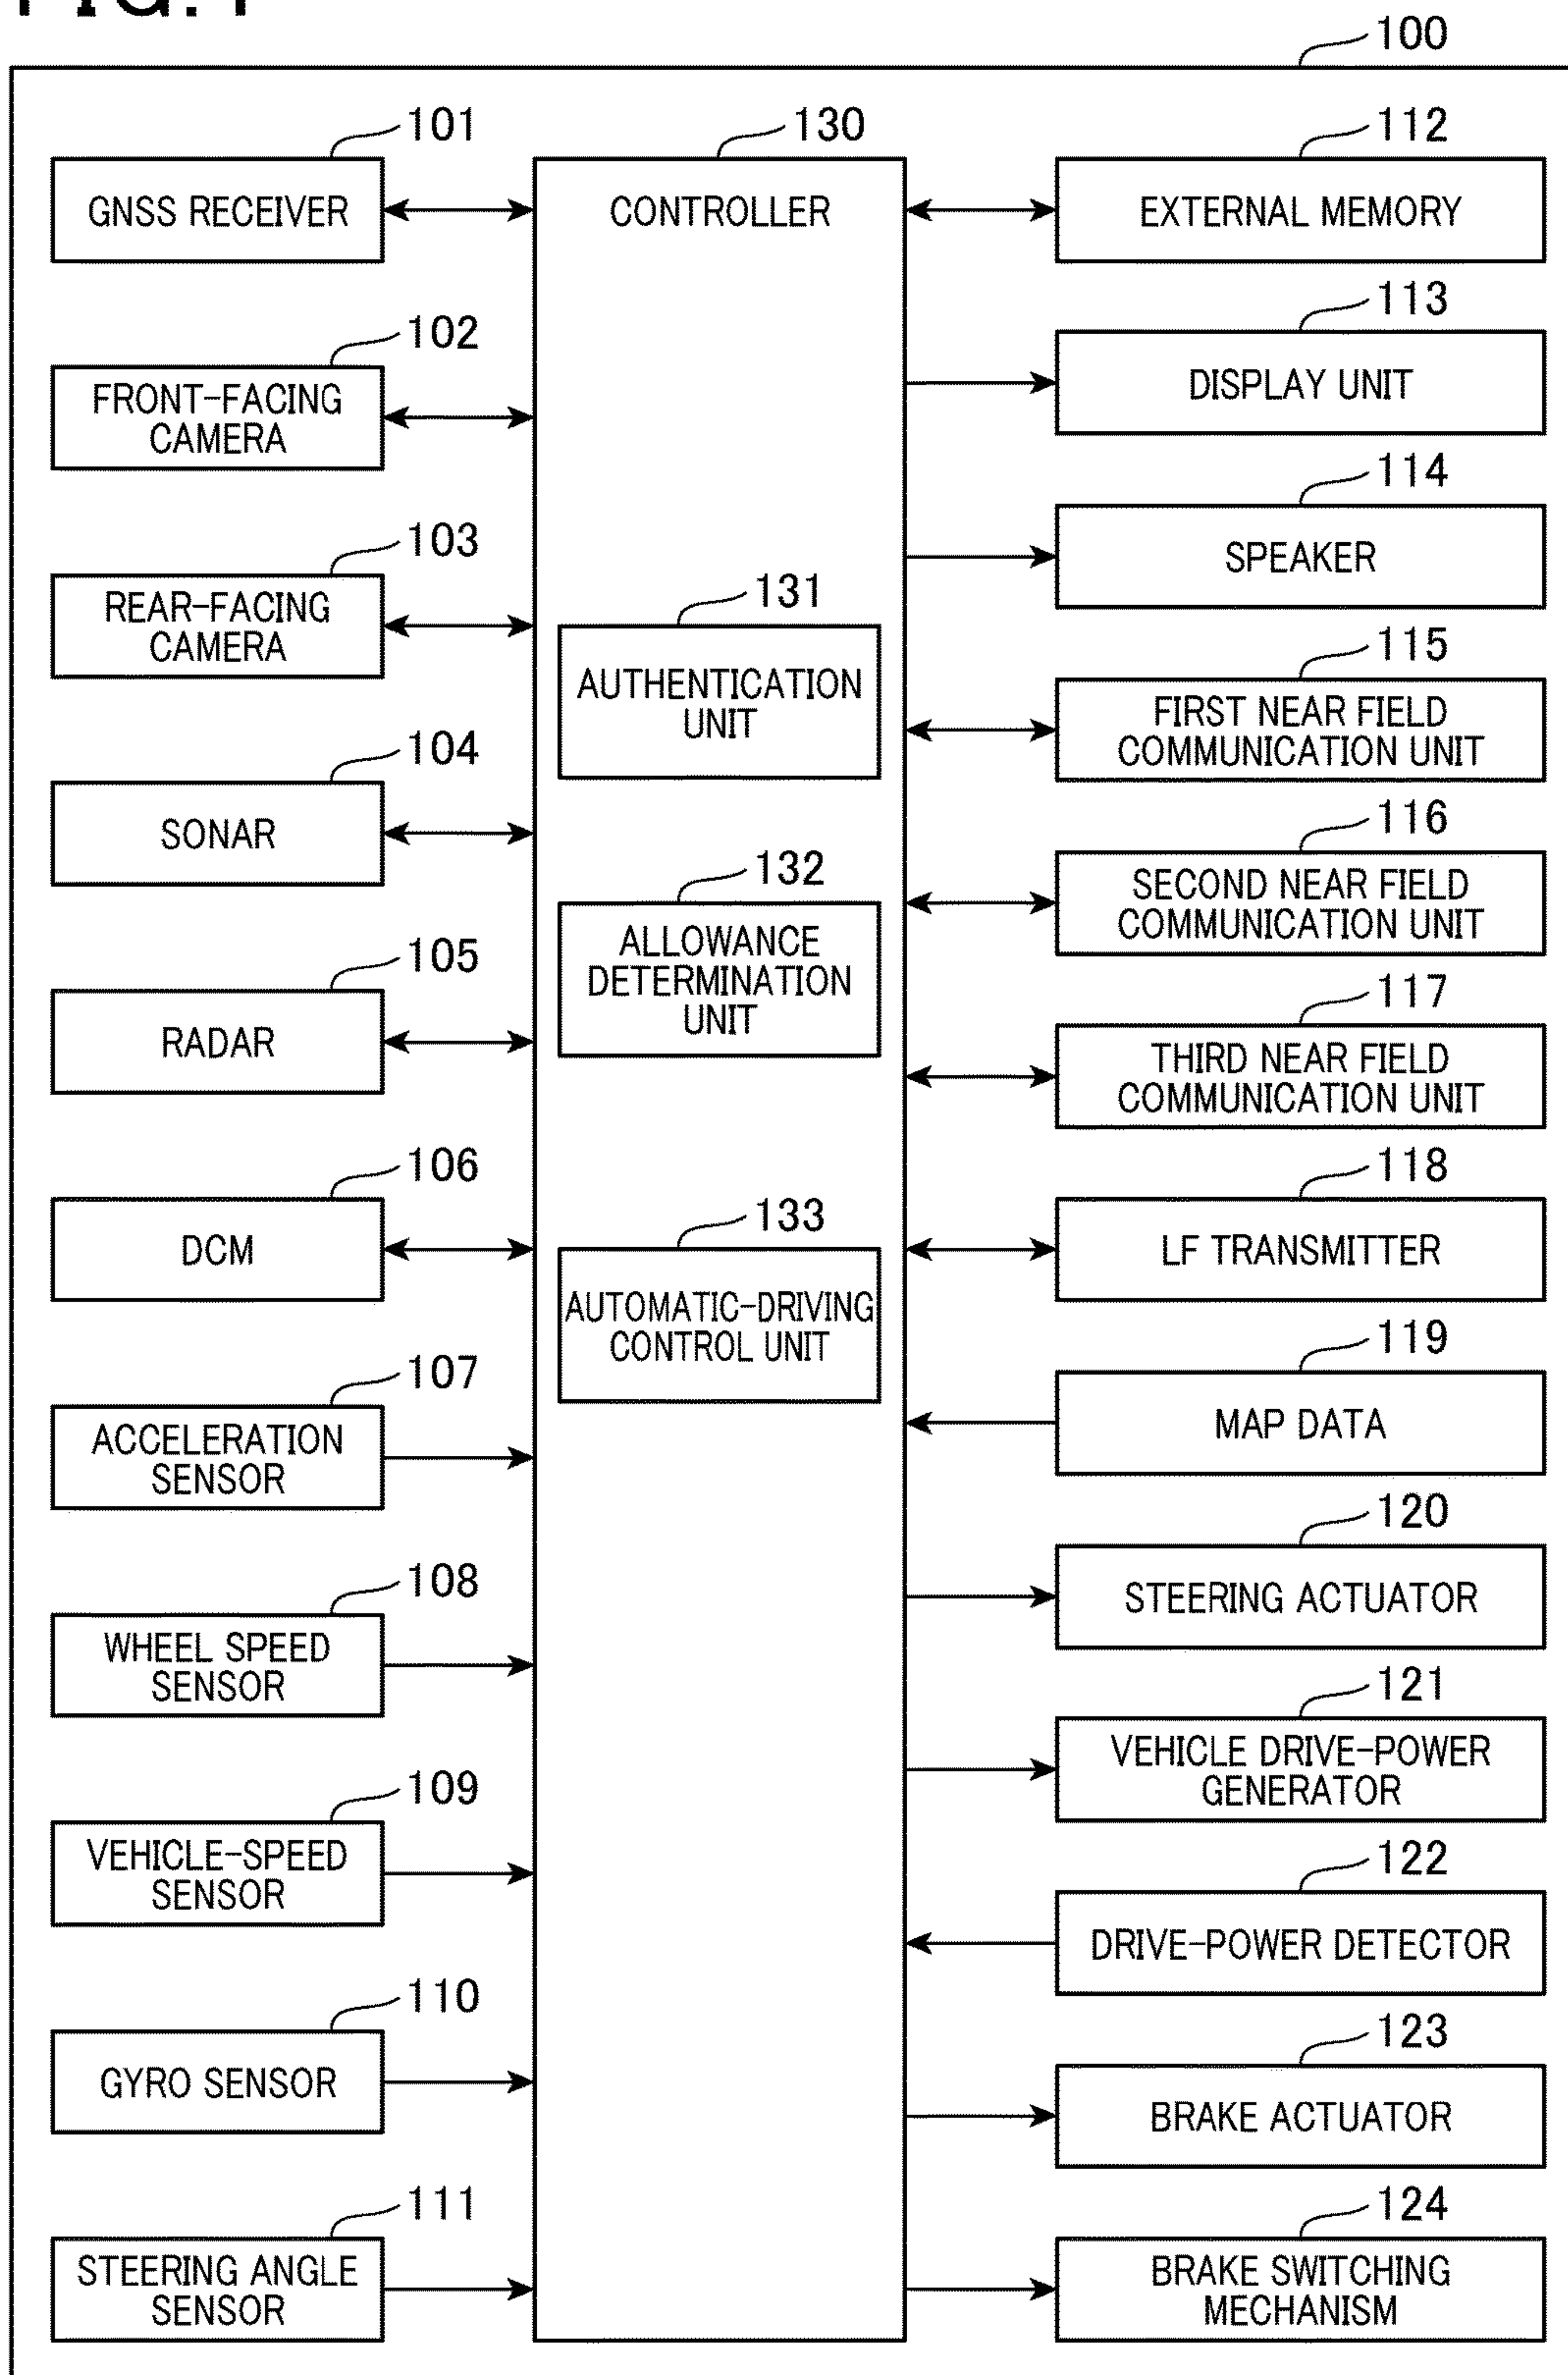 100
101
GNSS RECEIVER
102
FRONT-FACING
CAMERA
103
REAR-FACING
CAMERA
104
SONAR
105
RADAR
106
DCM
107
ACCELERATION
SENSOR
108
WHEEL SPEED
SENSOR
109
VEHICLE-SPEED
SENSOR
110
GYRO SENSOR
111
STEERING ANGLE
SENSOR
130
CONTROLLER
131
AUTHENTICATION
UNIT
132
ALLOWANCE
DETERMINATION
UNIT
133
AUTOMATIC-DRIVING
CONTROL UNIT
112
EXTERNAL MEMORY
113
DISPLAY UNIT
114
SPEAKER
115
FIRST NEAR FIELD
COMMUNICATION UNIT
116
SECOND NEAR FIELD
COMMUNICATION UNIT
117
THIRD NEAR FIELD
COMMUNICATION UNIT
118
LF TRANSMITTER
119
MAP DATA
120
STEERING ACTUATOR
121
VEHICLE DRIVE-POWER
GENERATOR
122
DRIVE-POWER DETECTOR
123
BRAKE ACTUATOR
124
BRAKE SWITCHING
MECHANISM